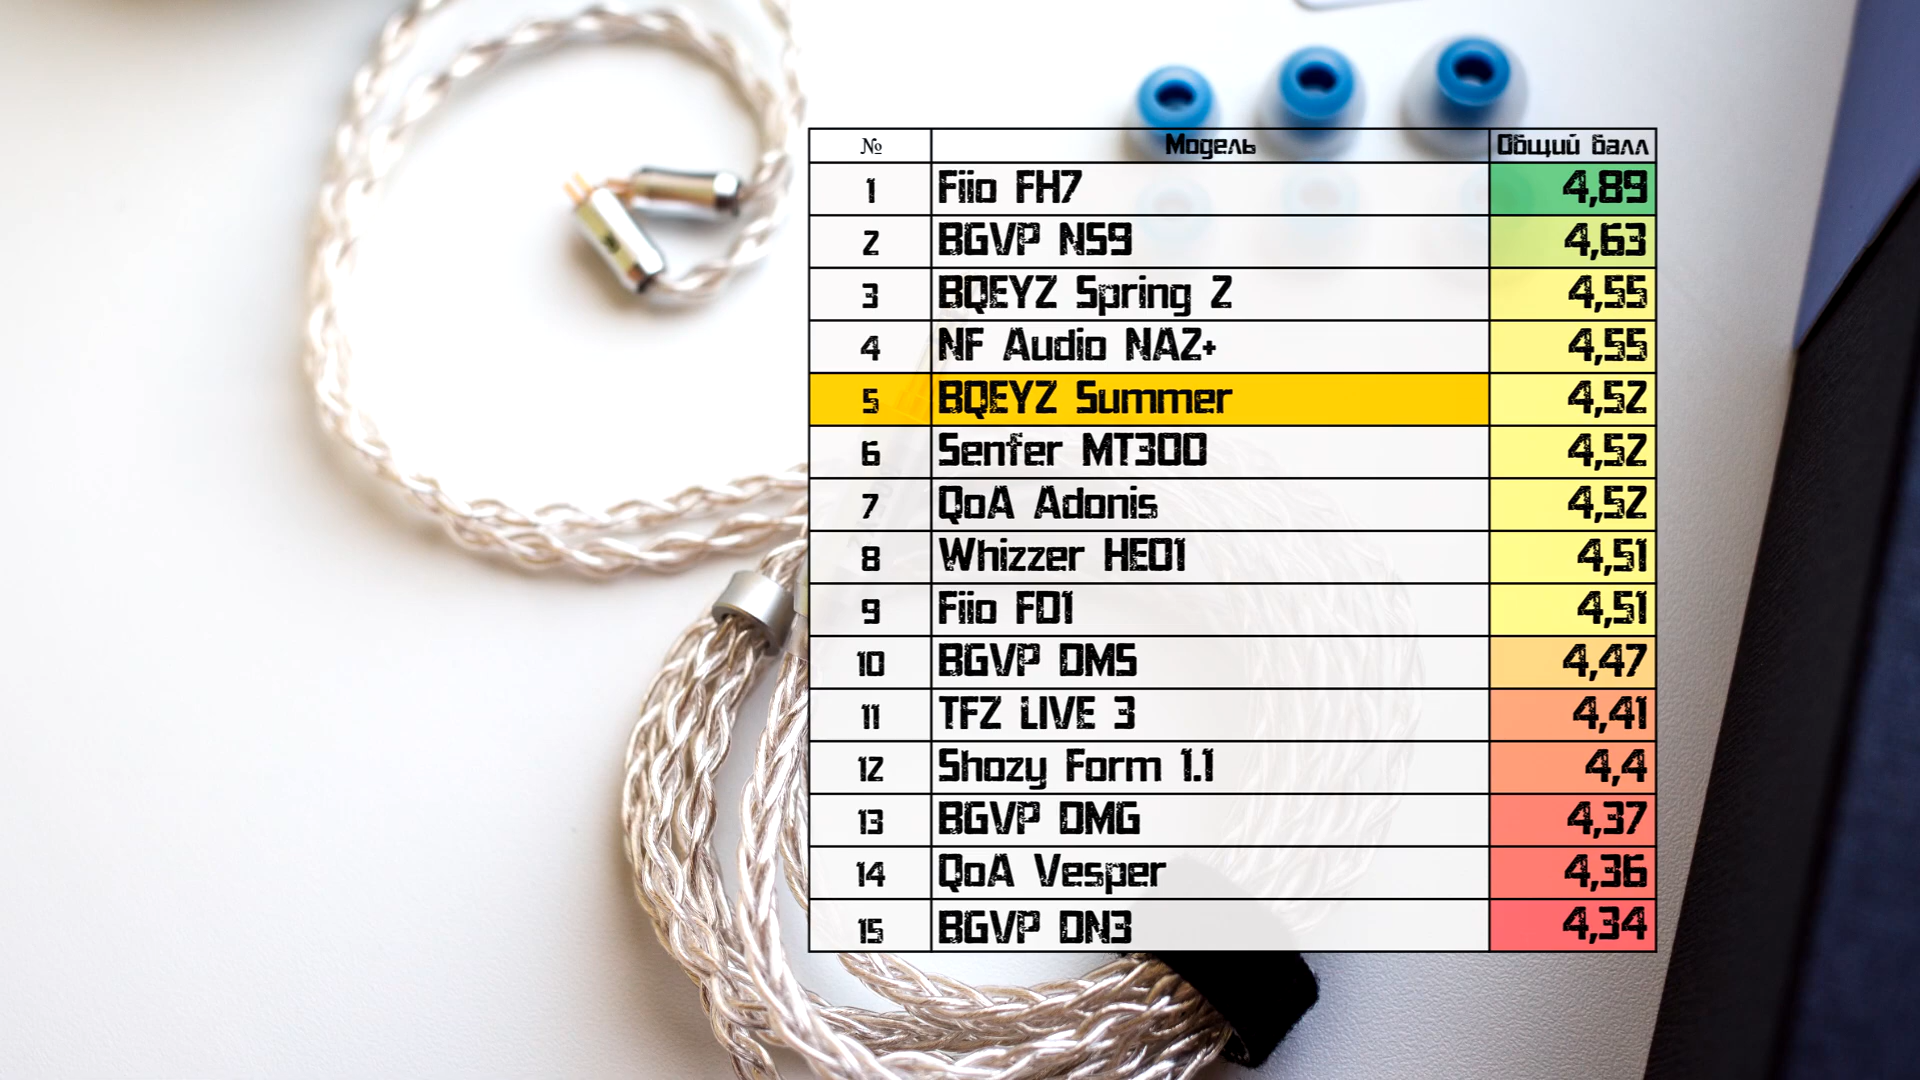 № Модель Общий балл
1 Fiio FH7 4,89
2 BGVP NS9 4,63
3 BQEYZ Spring 2 4,55
4 NF Audio NA2+ 4,55
5 BQEYZ Summer 4,52
6 Senfer MT300 4,52
7 QoA Adonis 4,52
8 Whizzer HE01 4,51
9 Fiio FD1 4,51
10 BGVP DMS 4,47
11 TFZ LIVE 3 4,41
12 Shozy Form 1.1 4,4
13 BGVP DMG 4,37
14 QoA Vesper 4,36
15 BGVP DN3 4,34